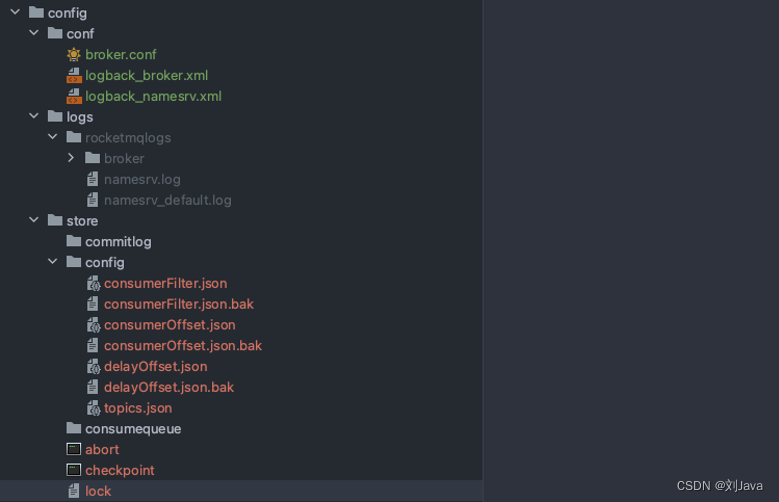 config
conf
broker.conf
logback_broker.xml
logback_namesrv.xml
logs
rocketmqlogs
broker
namesrv.log
namesrv_default.log
store
commitlog
config
consumerFilter.json
consumerFilter.json.bak
consumerOffset.json
consumerOffset.json.bak
delayOffset.json
delayOffset.json.bak
topics.json
consumequeue
abort
checkpoint
lock
CSDN @刘Java